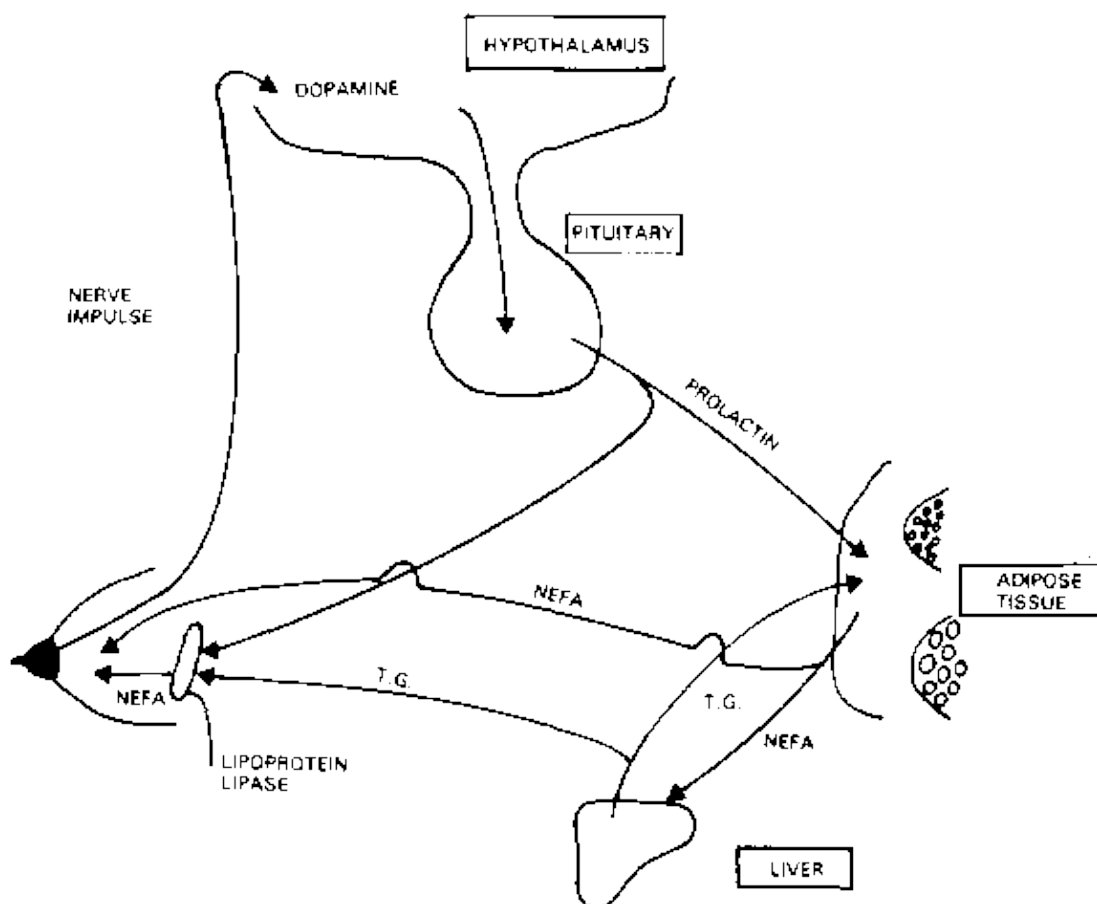 HYPOTHALAMUS
DOPAMINE
PITUITARY
NERVE
IMPULSE
PROLACTIN
NEFA
ADIPOSE
TISSUE
NEFA
T.G.
T.G.
NEFA
LIPOPROTEIN
LIPASE
LIVER